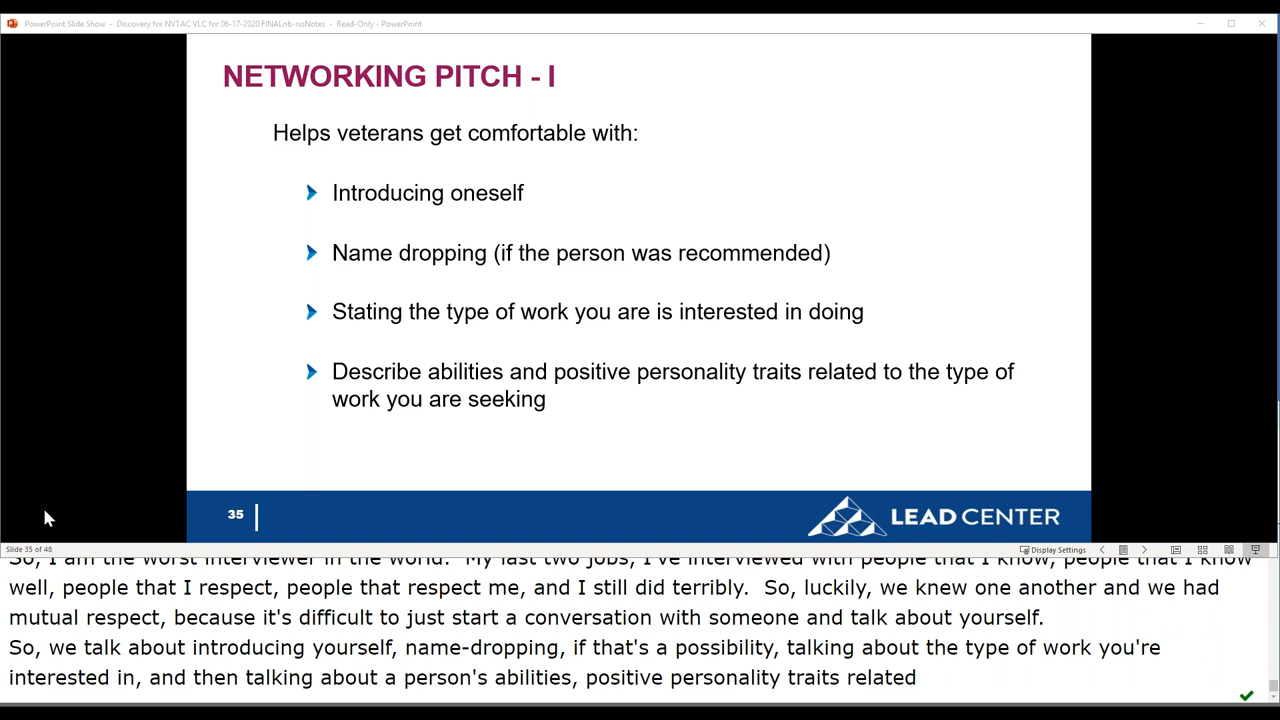 PowerPoint Slide Show - Discovery for NVTAC VLC for 06-17-2020 FINALnb-rssNotes - Read-Only - PowerPoint
NETWORKING PITCH - I
Helps veterans get comfortable with:
Introducing oneself
Name dropping (if the person was recommended)
Stating the type of work you are is interested in doing
Describe abilities and positive personality traits related to the type of
work you are seeking
35
LEAD CENTER
Slide 35 of 48
Display Settings
So, I am the worst interviewer in the world. My last two jobs, I've interviewed with people that I know, people that I know
well, people that I respect, people that respect me, and I still did terribly. So, luckily, we knew one another and we had
mutual respect, because it's difficult to just start a conversation with someone and talk about yourself.
So, we talk about introducing yourself, name-dropping, if that's a possibility, talking about the type of work you're
interested in, and then talking about a person's abilities, positive personality traits related